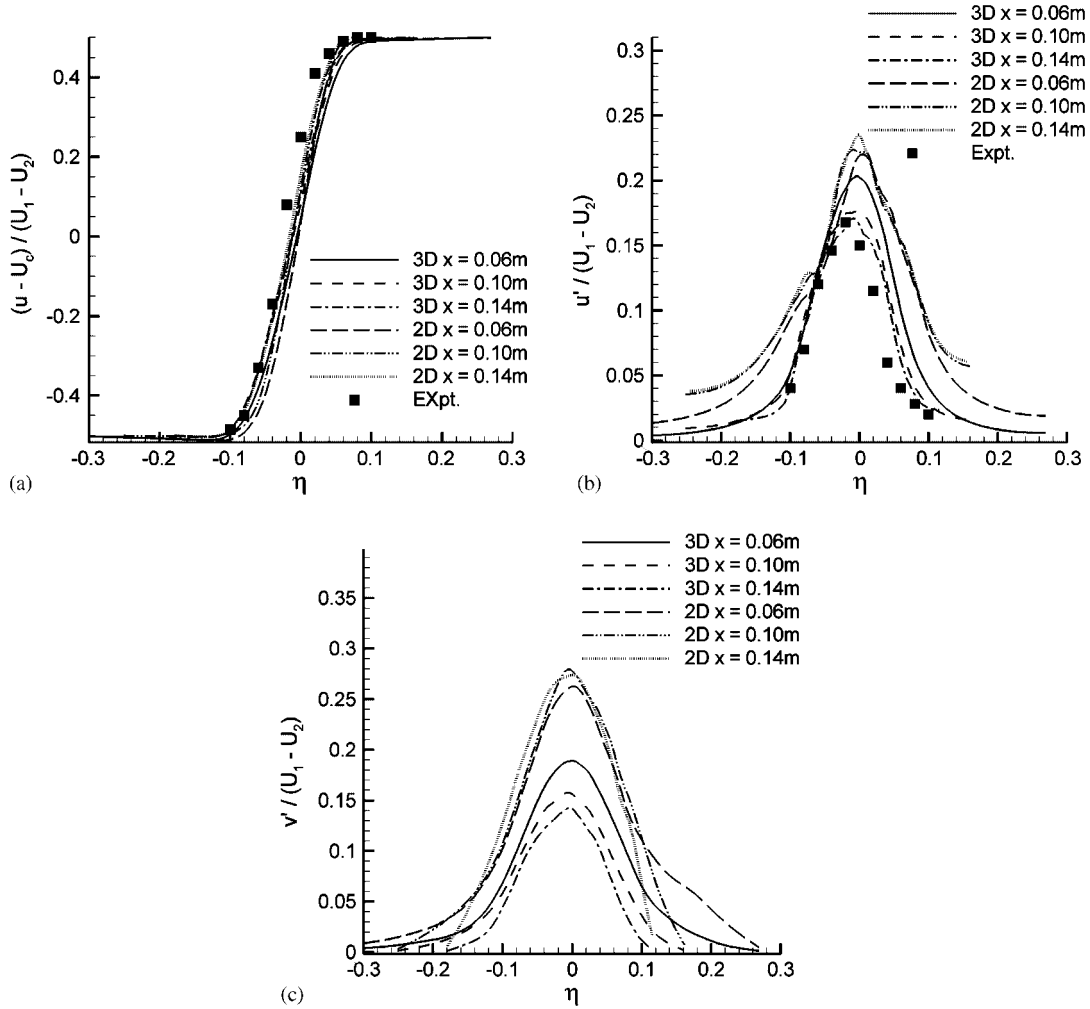 0.4
0.2
0
-0.2
-0.4
(u - U_c) / (U_1 - U_2)
3D x = 0.06m
3D x = 0.10m
3D x = 0.14m
2D x = 0.06m
2D x = 0.10m
2D x = 0.14m
EXpt.
-0.3 -0.2 -0.1 0 0.1 0.2 0.3
η
(a)
3D x = 0.06m
3D x = 0.10m
3D x = 0.14m
2D x = 0.06m
2D x = 0.10m
2D x = 0.14m
Expt.
0.3
0.25
0.2
0.15
0.1
0.05
0
u' / (U_1 - U_2)
-0.3 -0.2 -0.1 0 0.1 0.2 0.3
η
(b)
3D x = 0.06m
3D x = 0.10m
3D x = 0.14m
2D x = 0.06m
2D x = 0.10m
2D x = 0.14m
0.35
0.3
0.25
0.2
0.15
0.1
0.05
0
v' / (U_1 - U_2)
-0.3 -0.2 -0.1 0 0.1 0.2 0.3
η
(c)